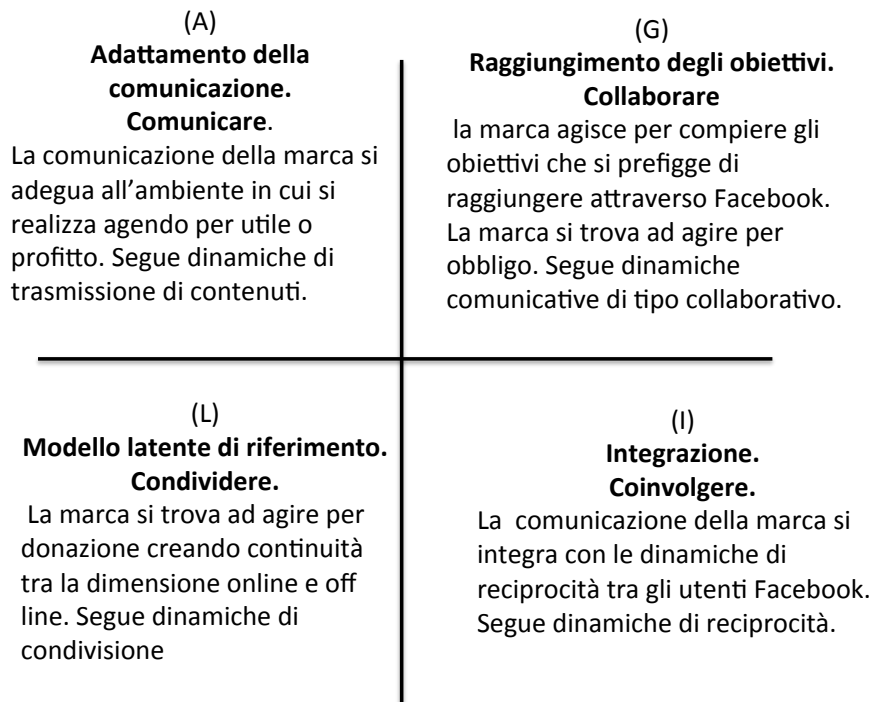 (A)
Adattamento della
comunicazione.
Comunicare.
La comunicazione della marca si
adegua all’ambiente in cui si
realizza agendo per utile o
profitto. Segue dinamiche di
trasmissione di contenuti.
(G)
Raggiungimento degli obiettivi.
Collaborare
la marca agisce per compiere gli
obiettivi che si prefigge di
raggiungere attraverso Facebook.
La marca si trova ad agire per
obbligo. Segue dinamiche
comunicative di tipo collaborativo.
(L)
Modello latente di riferimento.
Condividere.
La marca si trova ad agire per
donazione creando continuità
tra la dimensione online e off
line. Segue dinamiche di
condivisione
(I)
Integrazione.
Coinvolgere.
La comunicazione della marca si
integra con le dinamiche di
reciprocità tra gli utenti Facebook.
Segue dinamiche di reciprocità.